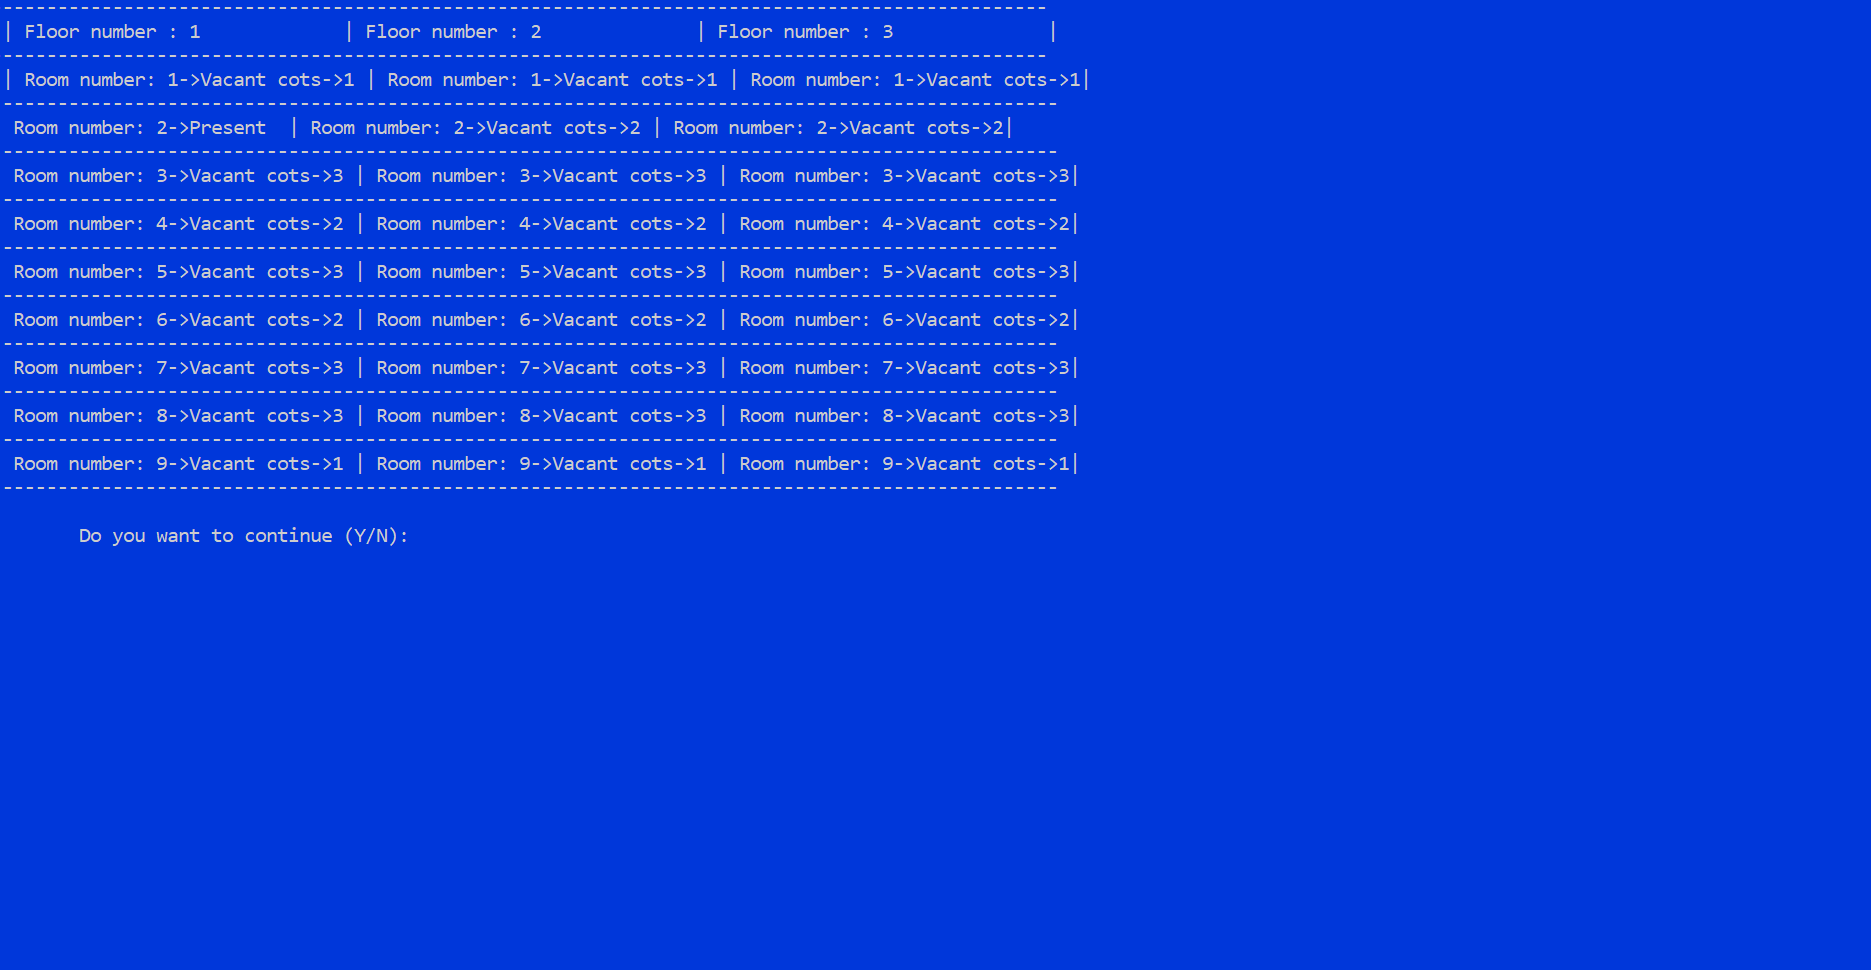 ------------------------------------------------------------------------------------------------
| Floor number : 1             | Floor number : 2              | Floor number : 3              |
------------------------------------------------------------------------------------------------
| Room number: 1->Vacant cots->1 | Room number: 1->Vacant cots->1 | Room number: 1->Vacant cots->1|
------------------------------------------------------------------------------------------------
Room number: 2->Present  | Room number: 2->Vacant cots->2 | Room number: 2->Vacant cots->2|
------------------------------------------------------------------------------------------------
Room number: 3->Vacant cots->3 | Room number: 3->Vacant cots->3 | Room number: 3->Vacant cots->3|
------------------------------------------------------------------------------------------------
Room number: 4->Vacant cots->2 | Room number: 4->Vacant cots->2 | Room number: 4->Vacant cots->2|
------------------------------------------------------------------------------------------------
Room number: 5->Vacant cots->3 | Room number: 5->Vacant cots->3 | Room number: 5->Vacant cots->3|
------------------------------------------------------------------------------------------------
Room number: 6->Vacant cots->2 | Room number: 6->Vacant cots->2 | Room number: 6->Vacant cots->2|
------------------------------------------------------------------------------------------------
Room number: 7->Vacant cots->3 | Room number: 7->Vacant cots->3 | Room number: 7->Vacant cots->3|
------------------------------------------------------------------------------------------------
Room number: 8->Vacant cots->3 | Room number: 8->Vacant cots->3 | Room number: 8->Vacant cots->3|
------------------------------------------------------------------------------------------------
Room number: 9->Vacant cots->1 | Room number: 9->Vacant cots->1 | Room number: 9->Vacant cots->1|
------------------------------------------------------------------------------------------------
Do you want to continue (Y/N):